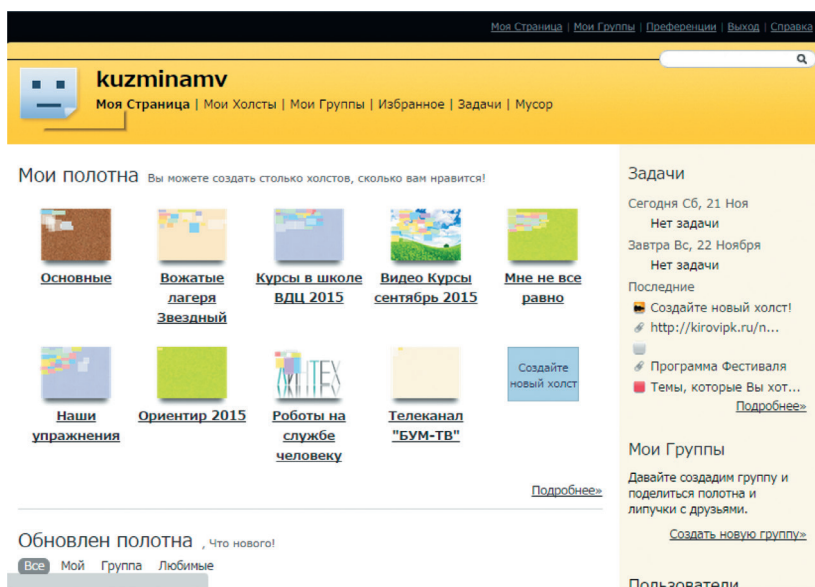 Моя Страница | Мои Группы | Преференции | Выход | Справка
kuzminamv
Моя Страница | Мои Холсты | Мои Группы | Избранное | Задачи | Мусор
Мои полотна Вы можете создать столько холстов, сколько вам нравится!
Основные
Вожатые
лагеря
Звездный
Курсы в школе
ВДЦ 2015
Видео Курсы
сентябрь 2015
Мне не все
равно
Наши
упражнения
Ориентир 2015
Роботы на
службе
человеку
Телеканал
"БУМ-ТВ"
Создайте
новый холст
Подробнее»
Обновлен полотна , Что нового!
Все Мой Группа Любимые
Задачи
Сегодня Сб, 21 Ноя
Нет задачи
Завтра Вс, 22 Ноября
Нет задачи
Последние
Создайте новый холст!
http://kirovipk.ru/n...
Программа Фестиваля
Темы, которые Вы хот...
Подробнее»
Мои Группы
Давайте создадим группу и
поделиться полотна и
липучки с друзьями.
Создать новую группу»
Пользователи